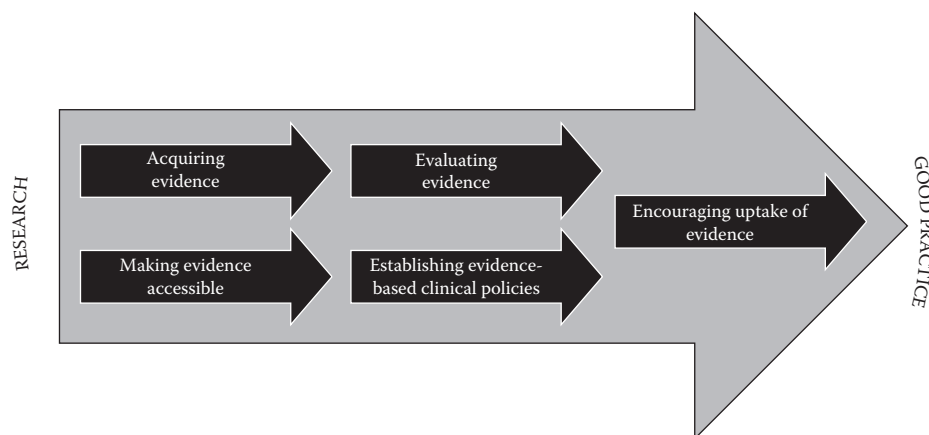 RESEARCH
Acquiring
evidence
Evaluating
evidence
Making evidence
accessible
Establishing evidence-
based clinical policies
Encouraging uptake of
evidence
GOOD PRACTICE